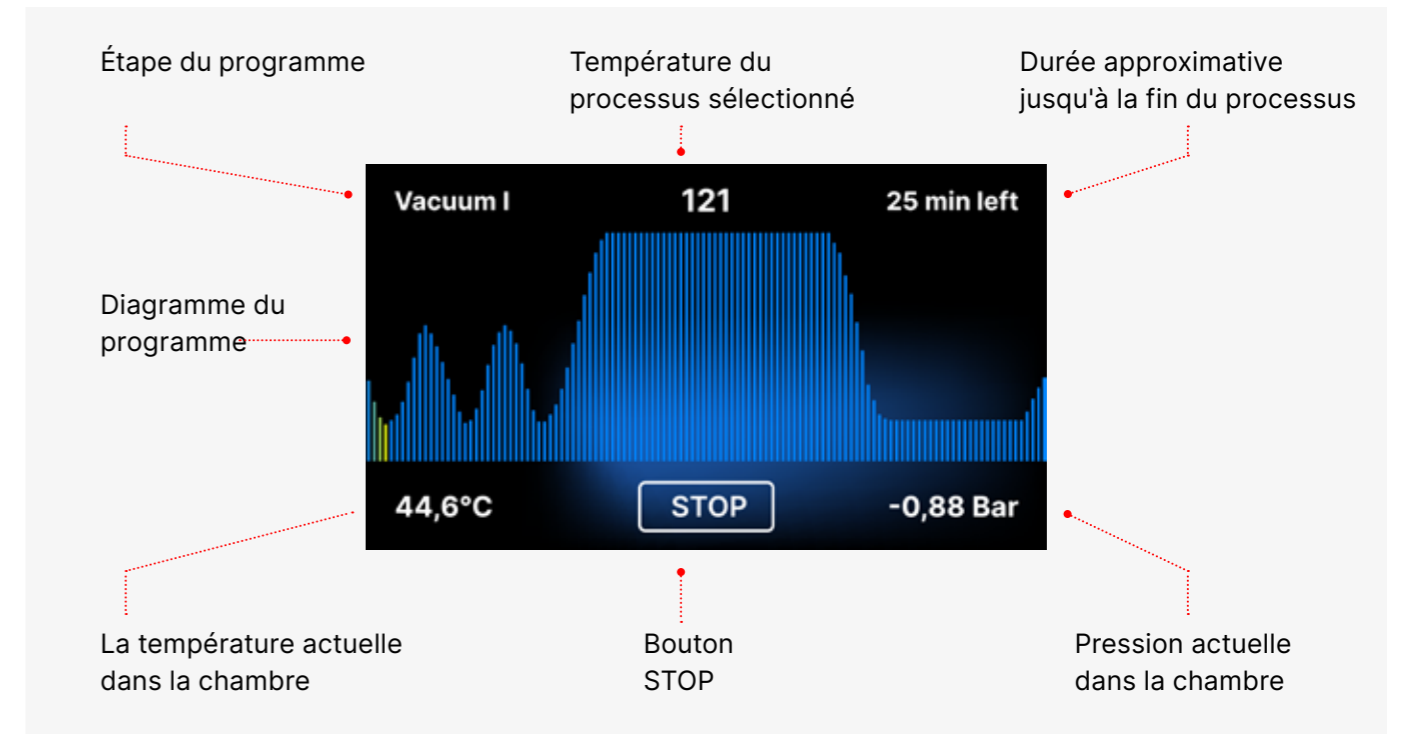 Étape du programme
Température du
processus sélectionné
Durée approximative
jusqu'à la fin du processus
Vacuum I
121
25 min left
Diagramme du
programme
44,6°C
STOP
-0,88 Bar
La température actuelle
dans la chambre
Bouton
STOP
Pression actuelle
dans la chambre